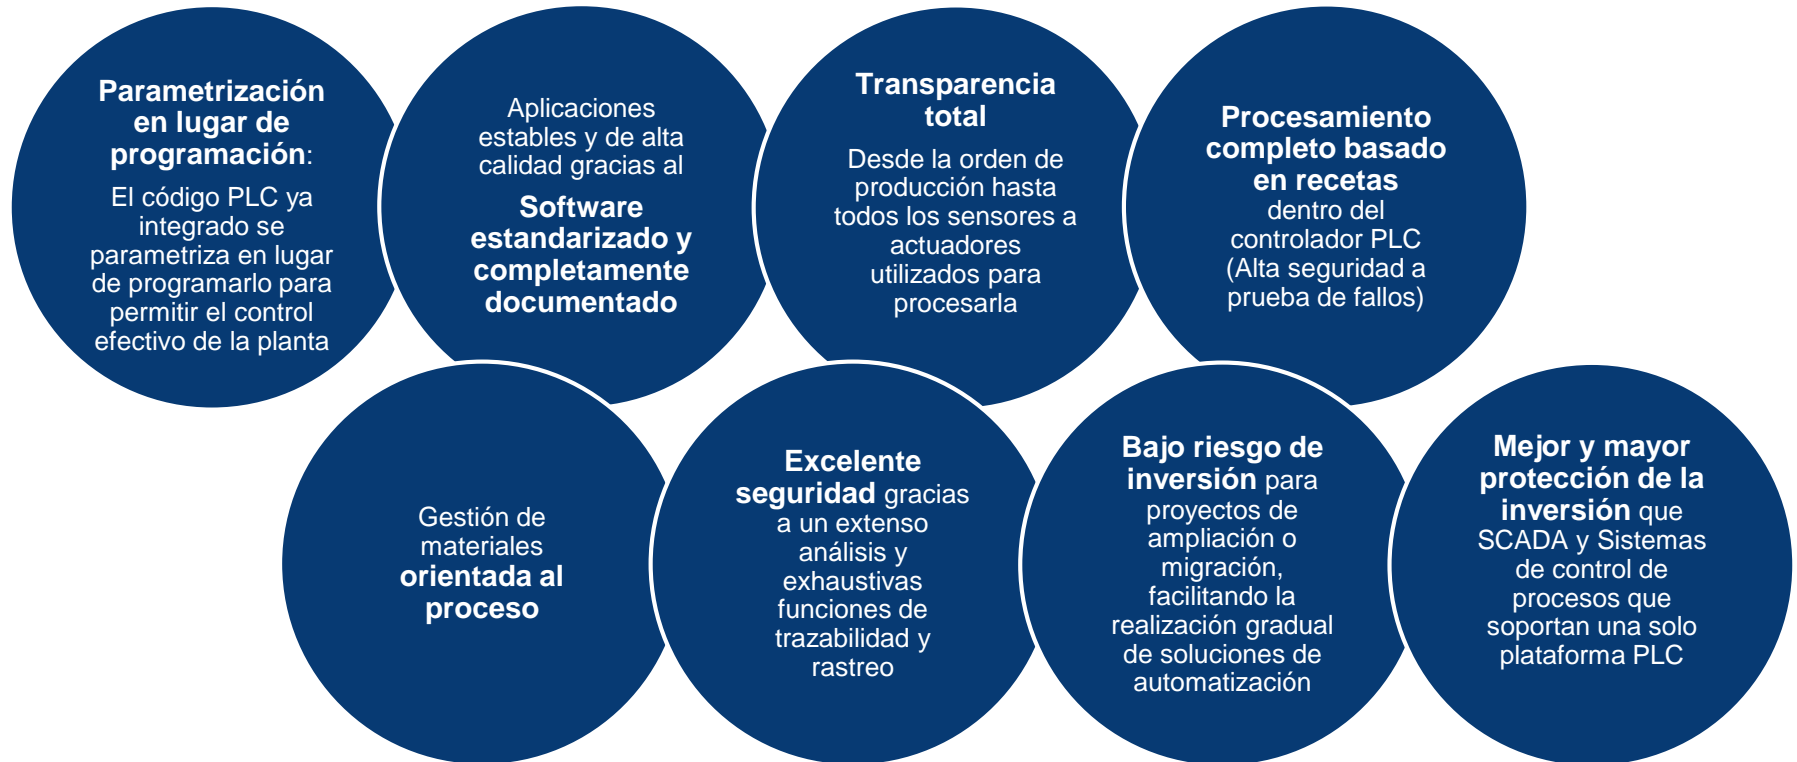 Parametrización
en lugar de
programación:
El código PLC ya
integrado se
parametriza en lugar
de programarlo para
permitir el control
efectivo de la planta
Aplicaciones
estables y de alta
calidad gracias al
Software
estandarizado y
completamente
documentado
Transparencia
total
Desde la orden de
producción hasta
todos los sensores a
actuadores
utilizados para
procesarla
Procesamiento
completo basado
en recetas
dentro del
controlador PLC
(Alta seguridad a
prueba de fallos)
Gestión de
materiales
orientada al
proceso
Excelente
seguridad gracias
a un extenso
análisis y
exhaustivas
funciones de
trazabilidad y
rastreo
Bajo riesgo de
inversión para
proyectos de
ampliación o
migración,
facilitando la
realización gradual
de soluciones de
automatización
Mejor y mayor
protección de la
inversión que
SCADA y Sistemas
de control de
procesos que
soportan una solo
plataforma PLC